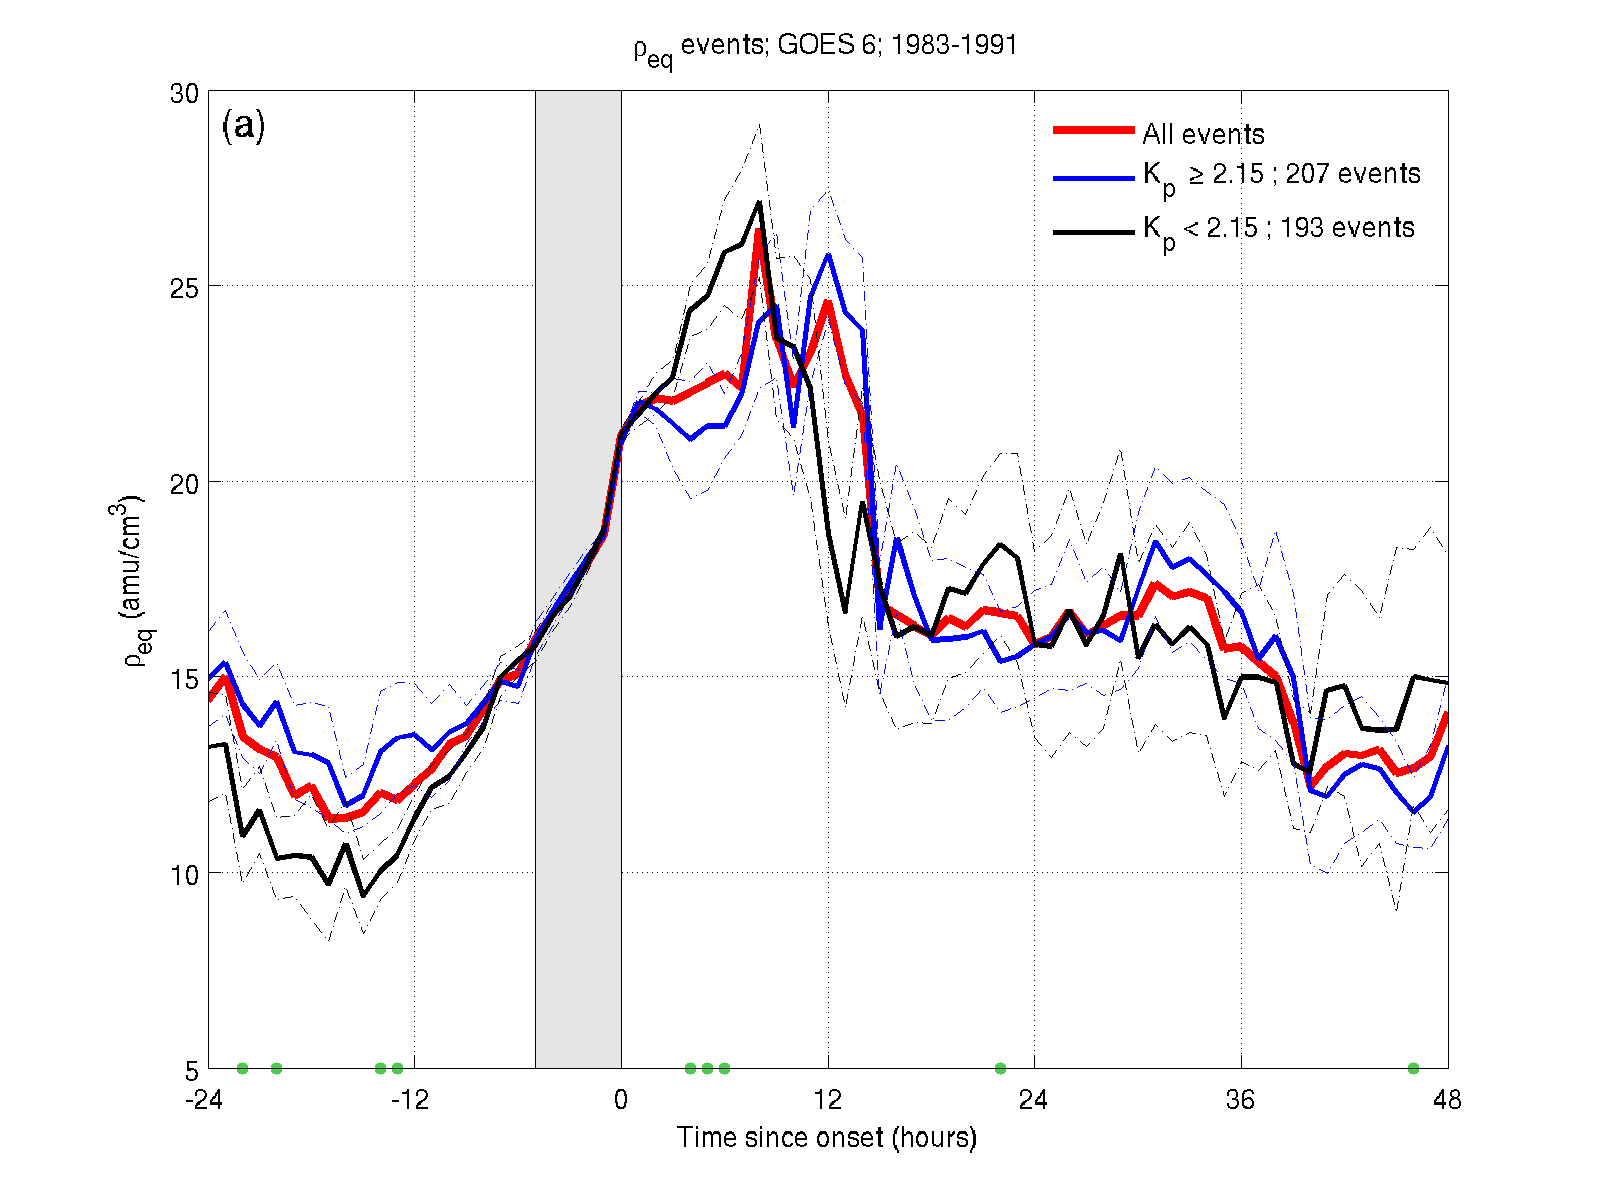 ρeq events; GOES 6; 1983-1991
(a)
All events
Kp ≥ 2.15 ; 207 events
Kp < 2.15 ; 193 events
30
25
20
15
10
5
ρeq (amu/cm3)
-24 -12 0 12 24 36 48
Time since onset (hours)